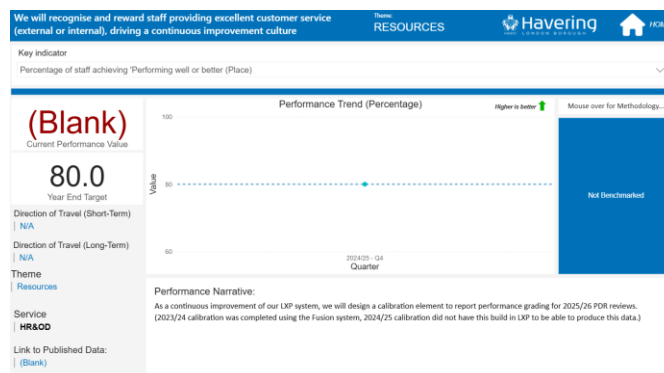 We will recognise and reward staff providing excellent customer service
(external or internal), driving a continuous improvement culture
Theme:
RESOURCES
Havering
LONDON BOROUGH
Key indicator
Percentage of staff achieving 'Performing well or better (Place)
(Blank)
Current Performance Value
80.0
Year End Target
Direction of Travel (Short-Term)
N/A
Direction of Travel (Long-Term)
N/A
Theme
Resources
Service
HR&OD
Link to Published Data:
(Blank)
Performance Trend (Percentage)
Higher is better
100
80
60
Value
2024/25 - Q4
Quarter
Mouse over for Methodology...
Not Benchmarked
Performance Narrative:
As a continuous improvement of our LXP system, we will design a calibration element to report performance grading for 2025/26 PDR reviews.
(2023/24 calibration was completed using the Fusion system, 2024/25 calibration did not have this build in LXP to be able to produce this data.)